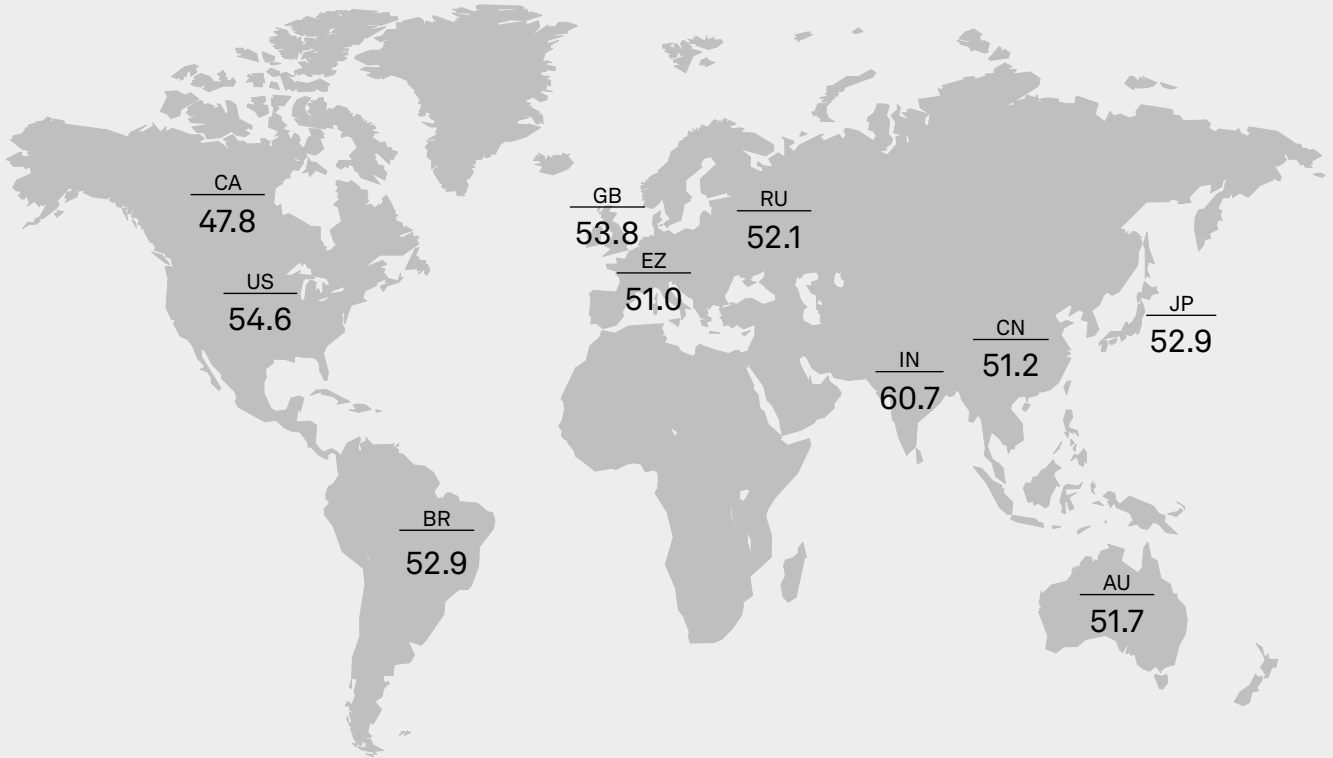 CA
47.8
GB
53.8
RU
52.1
EZ
51.0
US
54.6
JP
52.9
CN
51.2
IN
60.7
BR
52.9
AU
51.7